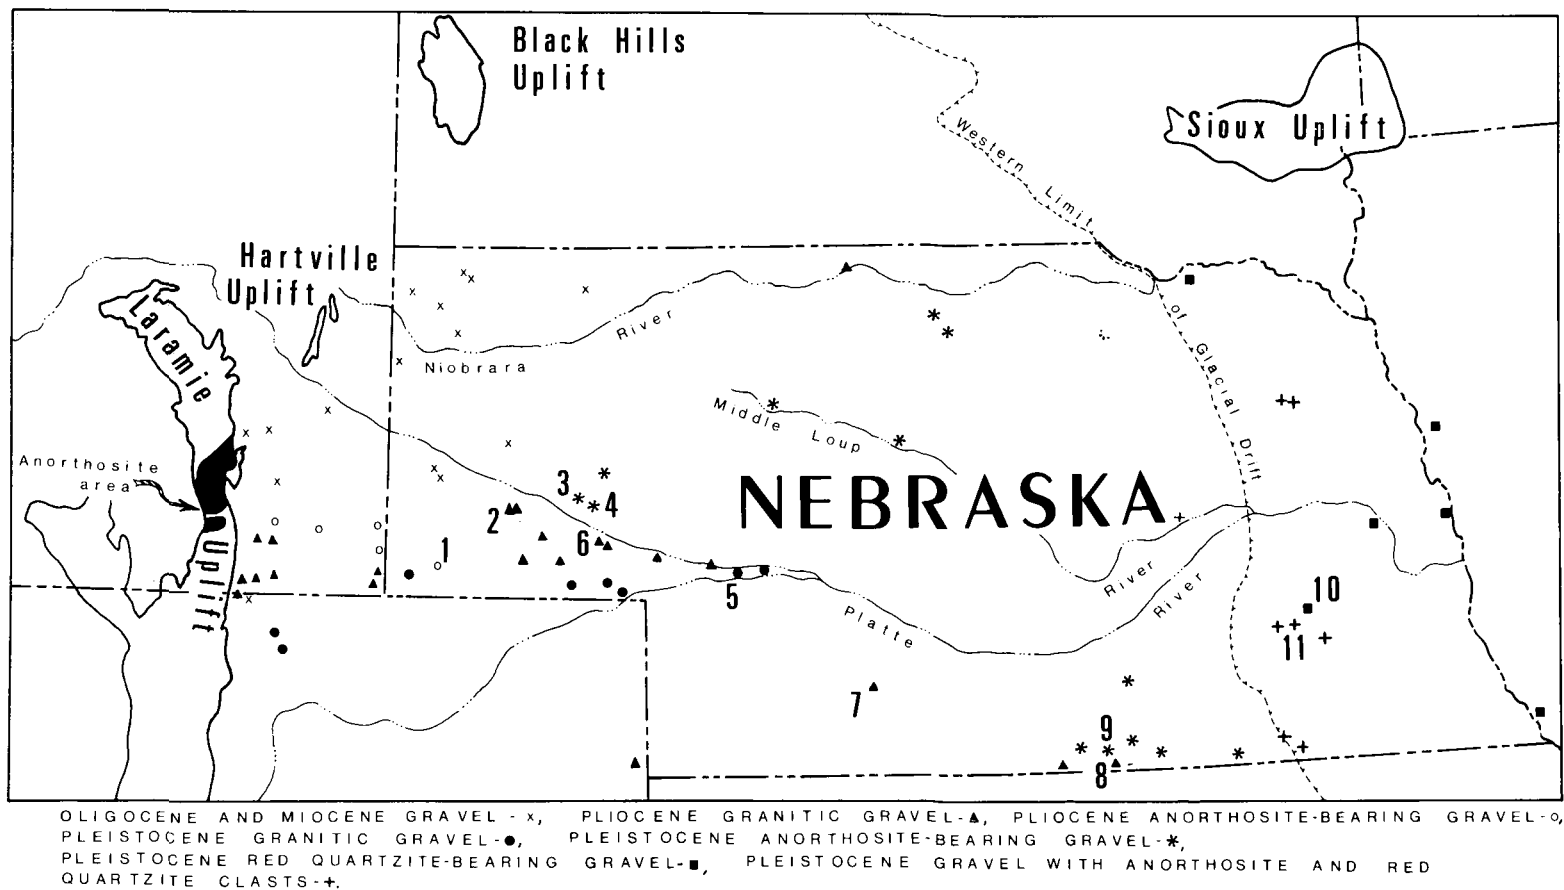 Black Hills
Uplift
Sioux Uplift
Western Limit
of Glacial Drift
Hartville
Uplift
Laramie
Uplift
Anorthosite
area
Niobrara
River
Middle Loup
River
NEBRASKA
Platte
River
1
2
3
4
5
6
7
8
9
10
11
OLIGOCENE AND MIOCENE GRAVEL -x, PLIOCENE GRANITIC GRAVEL-▲, PLIOCENE ANORTHOSITE-BEARING GRAVEL-o,
PLEISTOCENE GRANITIC GRAVEL-●, PLEISTOCENE ANORTHOSITE-BEARING GRAVEL-*,
PLEISTOCENE RED QUARTZITE-BEARING GRAVEL-■, PLEISTOCENE GRAVEL WITH ANORTHOSITE AND RED
QUARTZITE CLASTS-+.